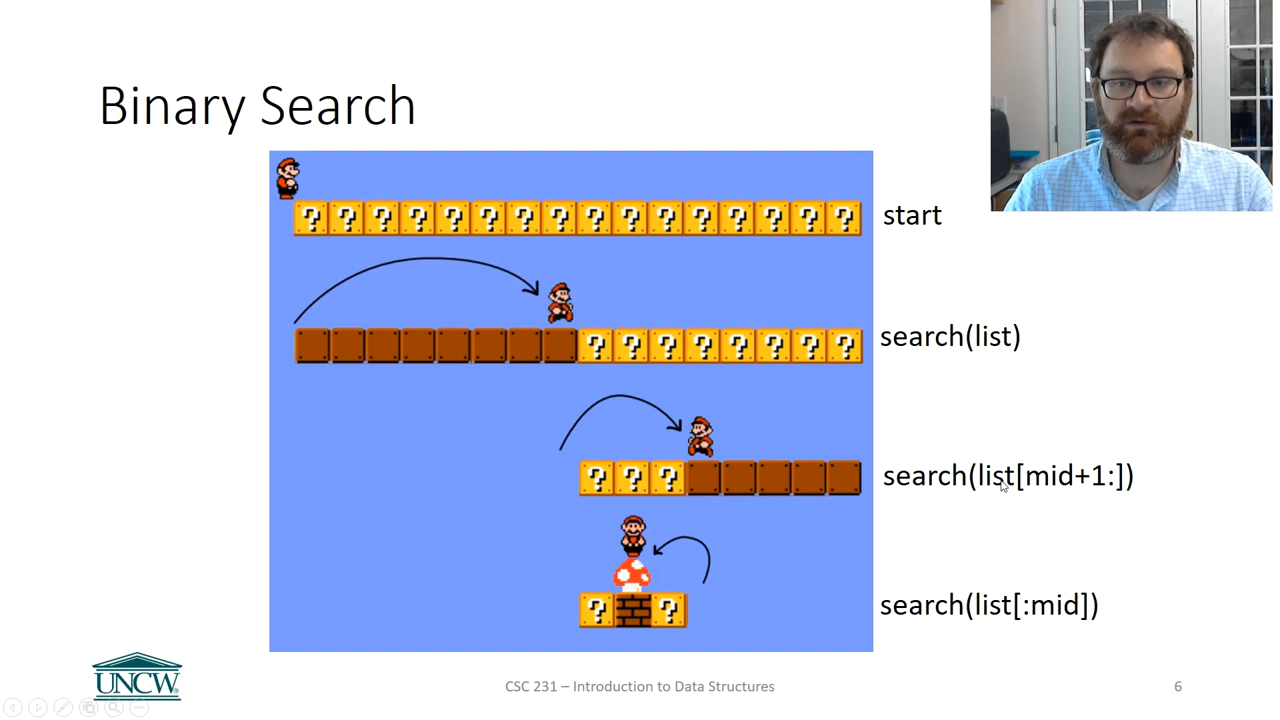 Binary Search
? ? ? ? ? ? ? ? ? ? ? ? ? ? ? ?
start
? ? ? ? ? ? ? ?
search(list)
? ? ?
search(list[mid+1:])
? ?
search(list[:mid])
UNCW
CSC 231 – Introduction to Data Structures
6